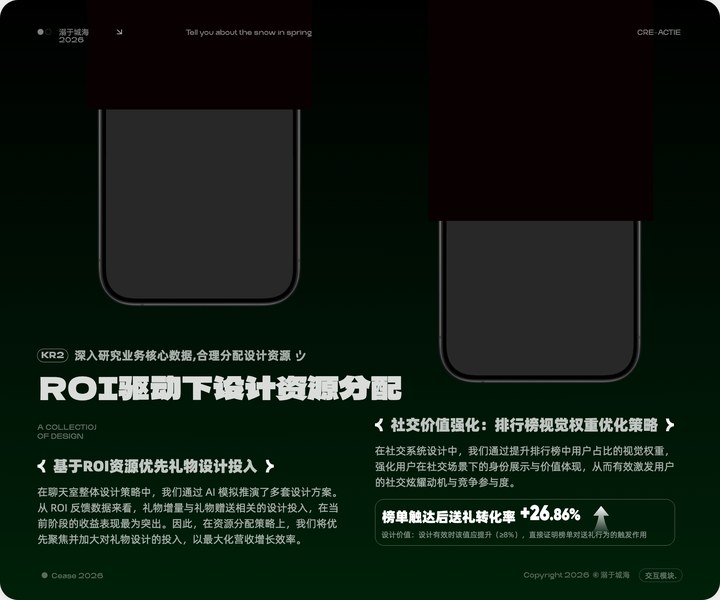 溺于城海
2026
Tell you about the snow in spring
CRE-ACTIE
KR2 深入研究业务核心数据,合理分配设计资源
ROI驱动下设计资源分配
A COLLECTIO
OF DESIGN
基于ROI资源优先礼物设计投入
在聊天室整体设计策略中，我们通过 AI 模拟推演了多套设计方案。
从 ROI 反馈数据来看，礼物增量与礼物赠送相关的设计投入，在当
前阶段的收益表现最为突出。因此，在资源分配策略上，我们将优
先聚焦并加大对礼物设计的投入，以最大化营收增长效率。
社交价值强化：排行榜视觉权重优化策略
在社交系统设计中，我们通过提升排行榜中用户占比的视觉权重，
强化用户在社交场景下的身份展示与价值体现，从而有效激发用户
的社交炫耀动机与竞争参与度。
榜单触达后送礼转化率 +26.86%
设计价值：设计有效时该值应提升（≥8%），直接证明榜单对送礼行为的触发作用
Cease 2026
Copyright 2026 ®溺于城海
交互模块.